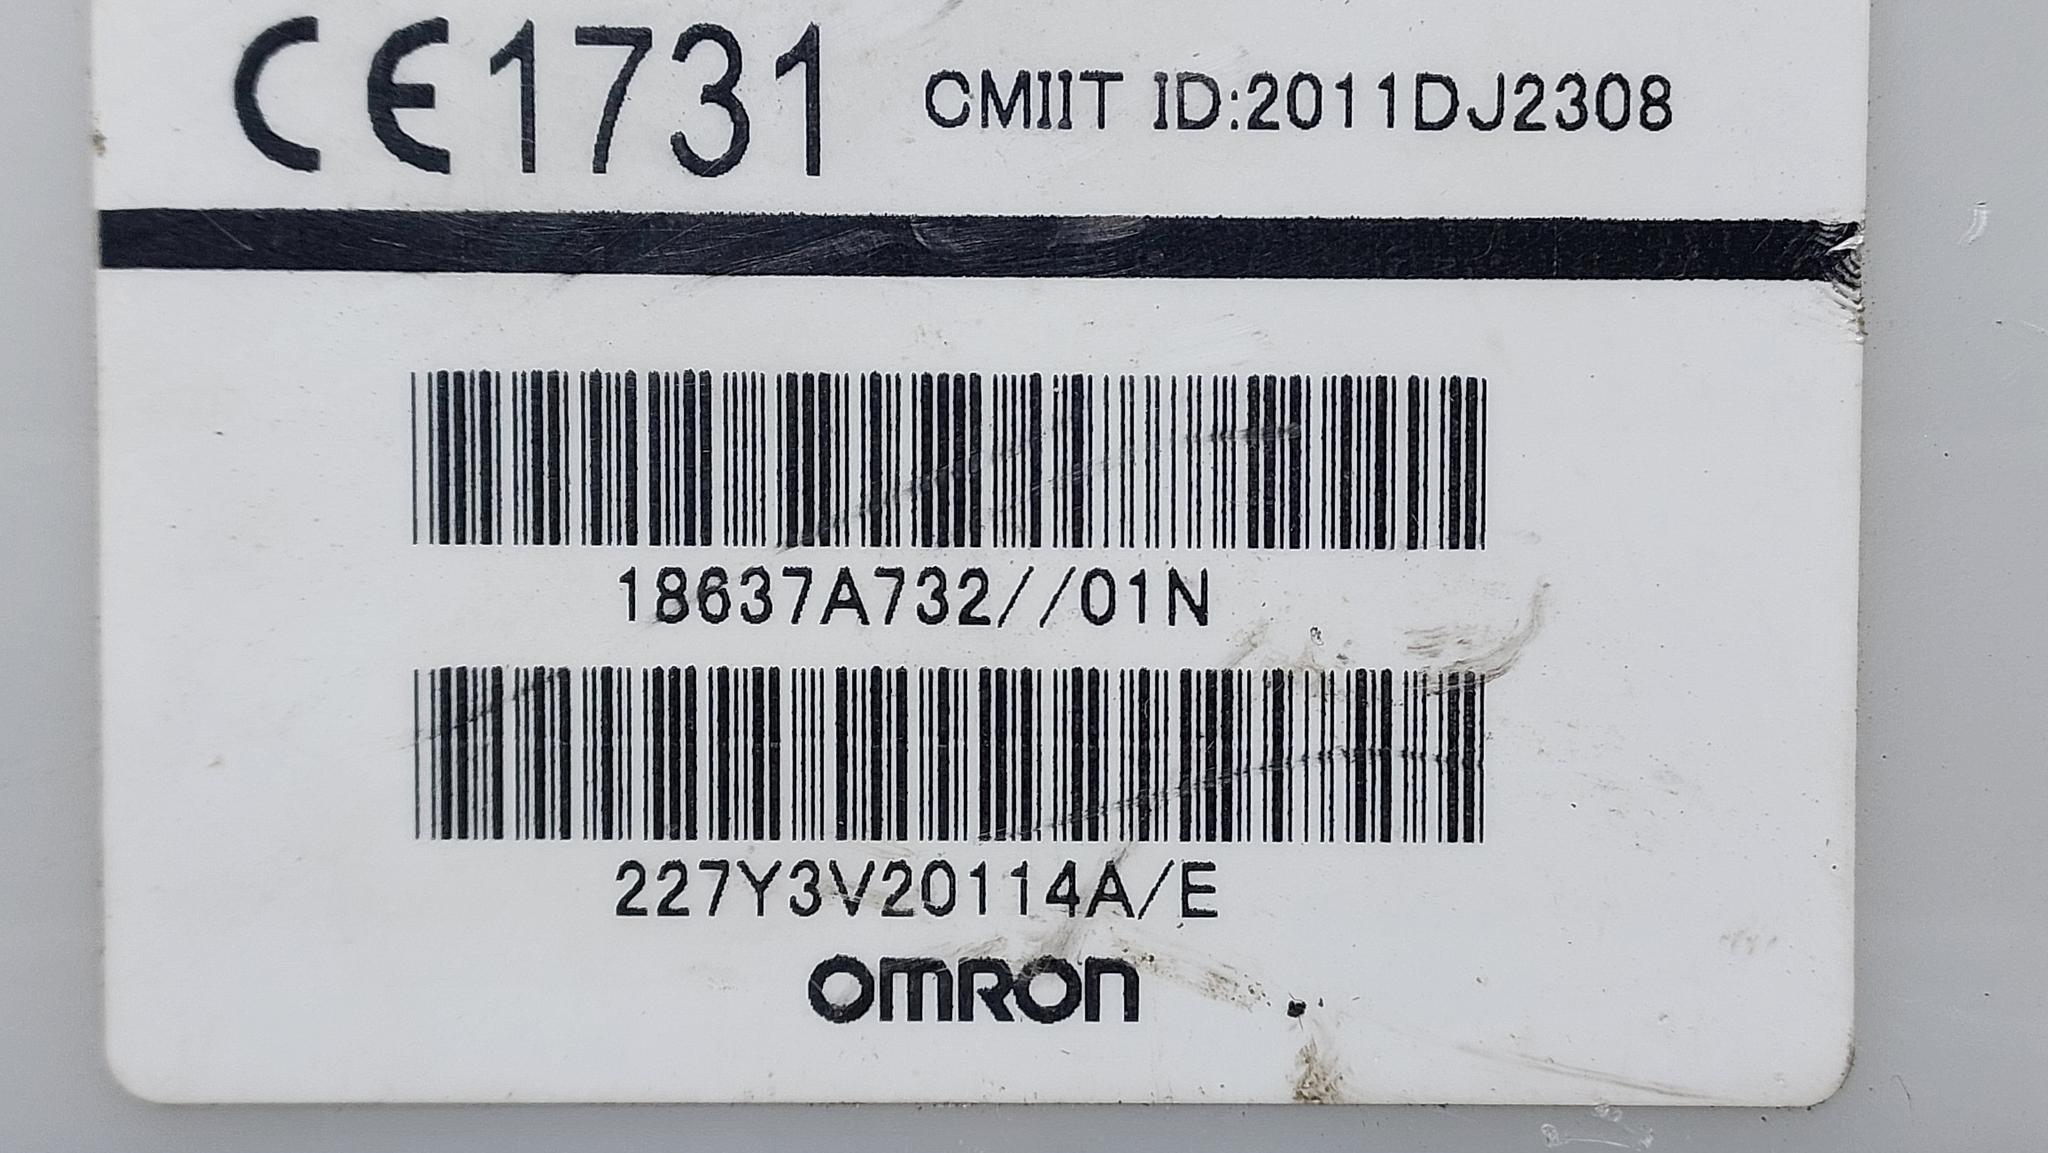 CE1731 CMIIT ID:2011DJ2308
18637A732//01N
227Y3V20114A/E
OMRON